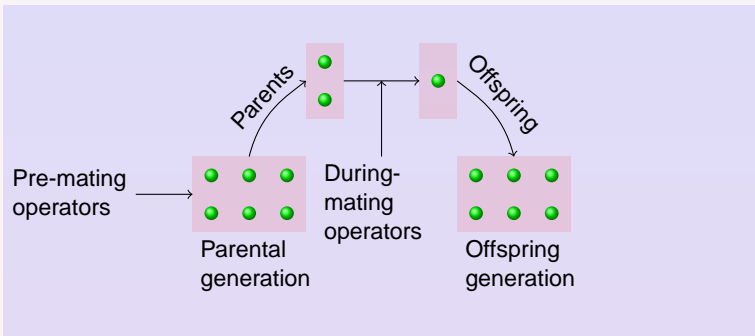 Parents
Offspring
Pre-mating
operators
During-
mating
operators
Parental
generation
Offspring
generation